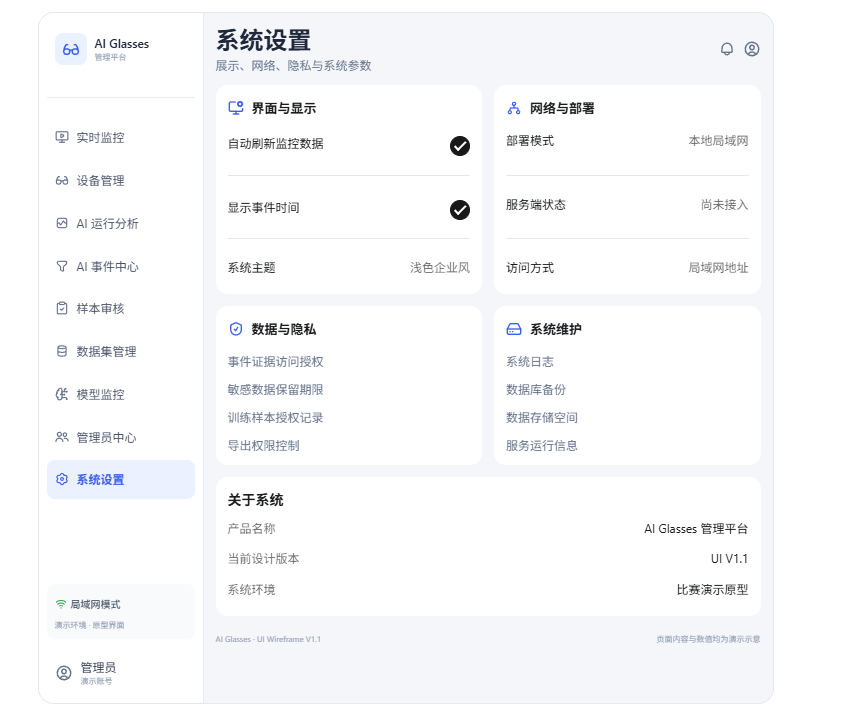 AI Glasses
管理平台
实时监控
设备管理
AI 运行分析
AI 事件中心
样本审核
数据集管理
模型监控
管理员中心
系统设置
局域网模式
演示环境 · 原型界面
管理员
演示账号
系统设置
展示、网络、隐私与系统参数
界面与显示
自动刷新监控数据
显示事件时间
系统主题 浅色企业风
网络与部署
部署模式 本地局域网
服务端状态 尚未接入
访问方式 局域网地址
数据与隐私
事件证据访问授权
敏感数据保留期限
训练样本授权记录
导出权限控制
系统维护
系统日志
数据库备份
数据存储空间
服务运行信息
关于系统
产品名称 AI Glasses 管理平台
当前设计版本 UI V1.1
系统环境 比赛演示原型
AI Glasses · UI Wireframe V1.1 页面内容与数值均为演示示意